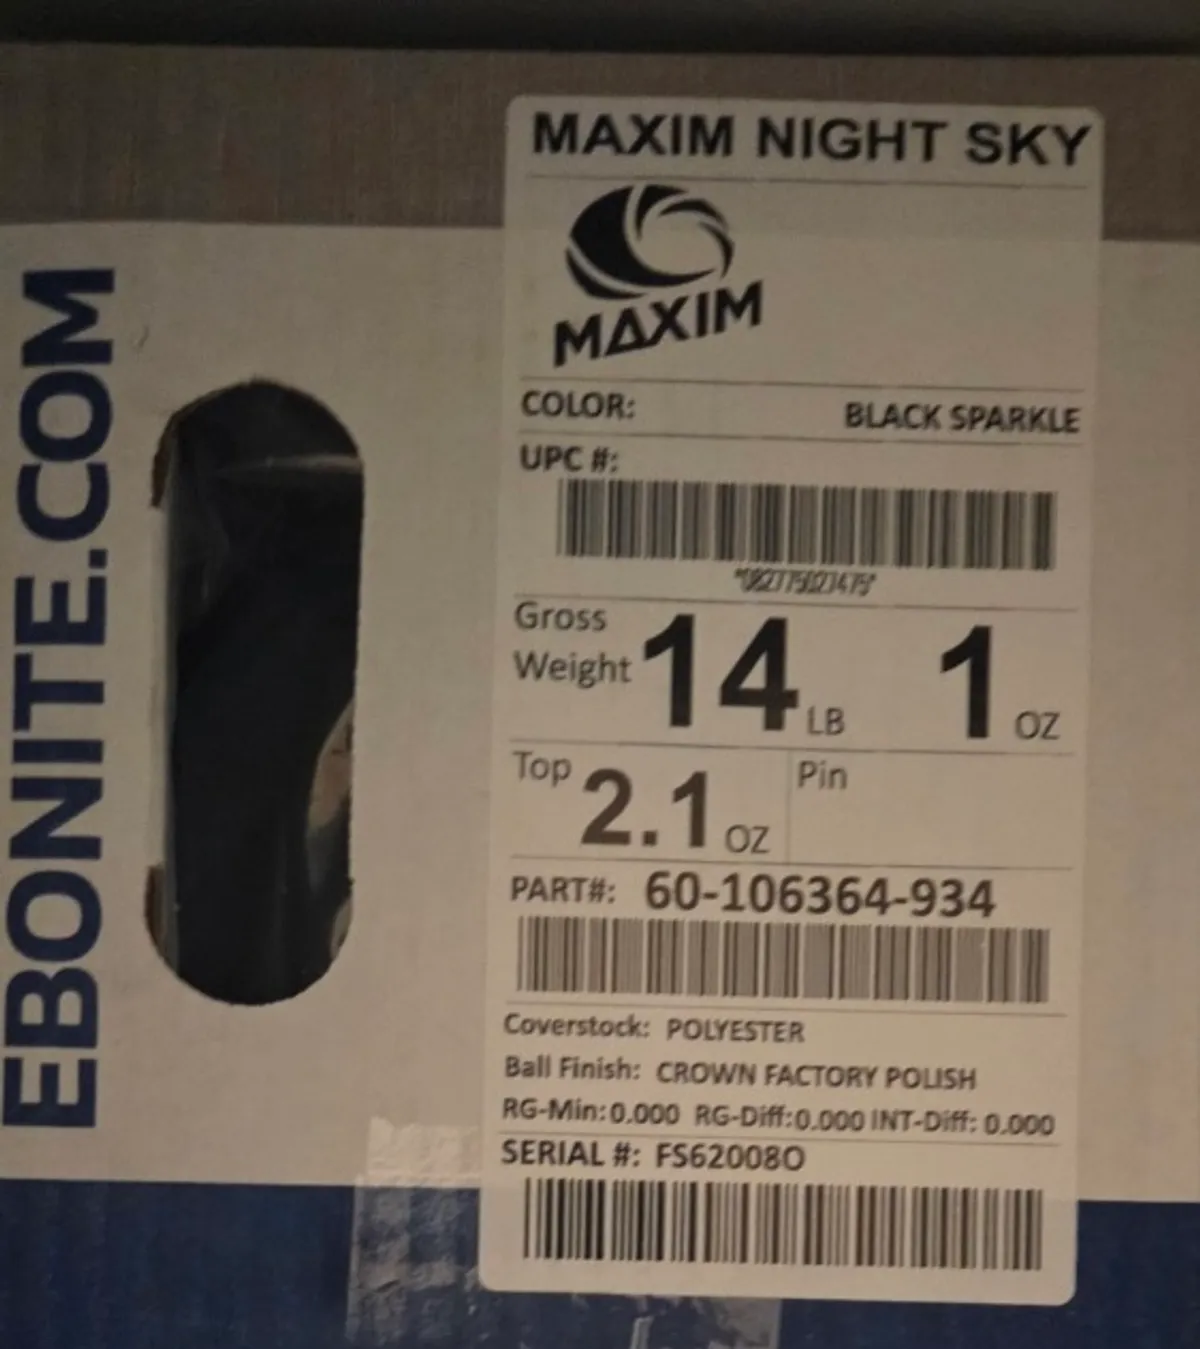 EBONITE.COM
MAXIM NIGHT SKY
MAXIM
COLOR: BLACK SPARKLE
UPC #:
*082775027475*
Gross Weight 14 LB 1 OZ
Top 2.1 OZ Pin
PART#: 60-106364-934
Coverstock: POLYESTER
Ball Finish: CROWN FACTORY POLISH
RG-Min: 0.000 RG-Diff: 0.000 INT-Diff: 0.000
SERIAL #: FS62008O